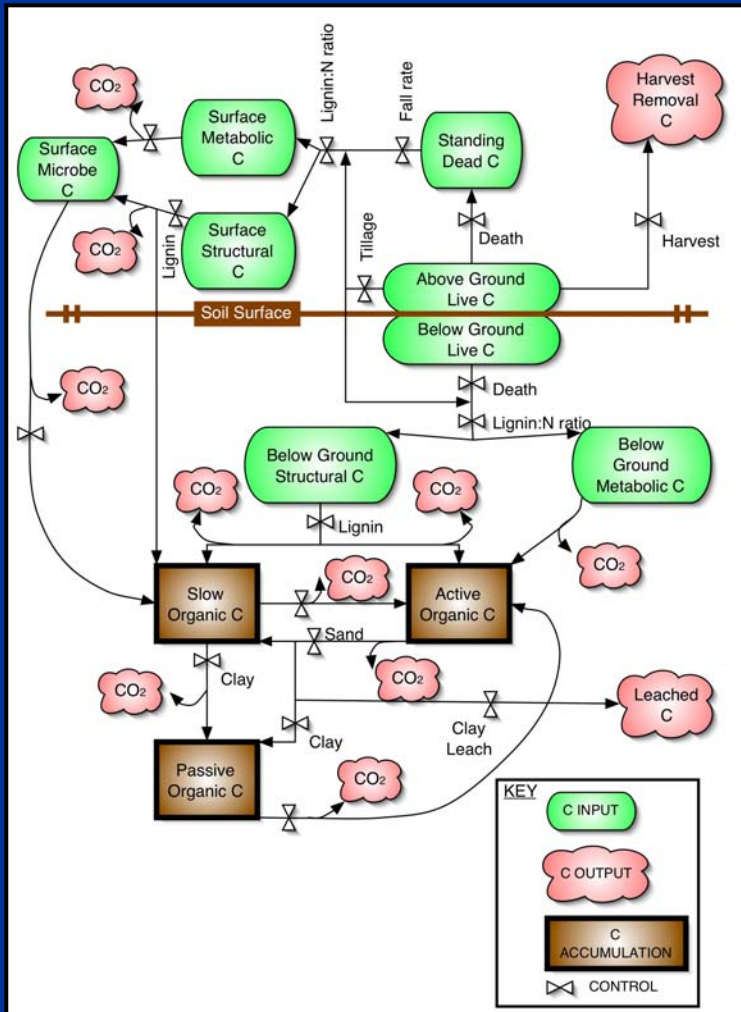 Lignin:N ratio
Fall rate
CO2
Surface
Metabolic
C
Surface
Microbe
C
Standing
Dead C
Harvest
Removal
C
CO2
Lignin
Surface
Structural
C
Tillage
Death
Harvest
Above Ground
Live C
Soil Surface
Below Ground
Live C
Death
CO2
Lignin:N ratio
Below Ground
Structural C
Below
Ground
Metabolic C
CO2
Lignin
CO2
CO2
Slow
Organic C
CO2
Active
Organic C
Sand
CO2
Clay
CO2
Leached
C
Clay
Clay
Leach
Passive
Organic C
CO2
KEY
C INPUT
C OUTPUT
C
ACCUMULATION
CONTROL